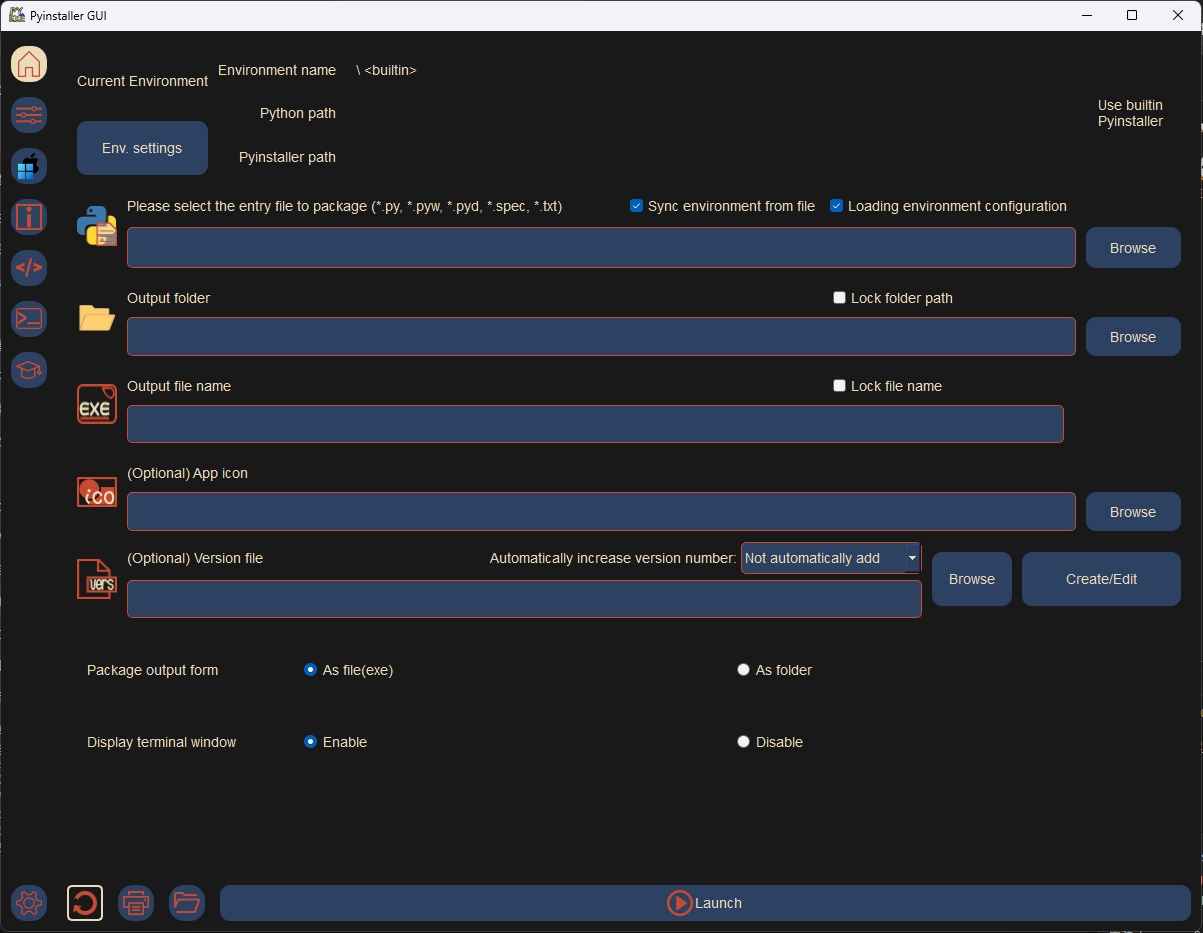 Pyinstaller GUI
Current Environment
Environment name
\ <builtin>
Python path
Use builtin
Pyinstaller
Env. settings
Pyinstaller path
Please select the entry file to package (*.py, *.pyw, *.pyd, *.spec, *.txt)
Sync environment from file
Loading environment configuration
Browse
Output folder
Lock folder path
Browse
Output file name
Lock file name
EXE
(Optional) App icon
ico
Browse
(Optional) Version file
Automatically increase version number:
Not automatically add
vers
Browse
Create/Edit
Package output form
As file(exe)
As folder
Display terminal window
Enable
Disable
Launch